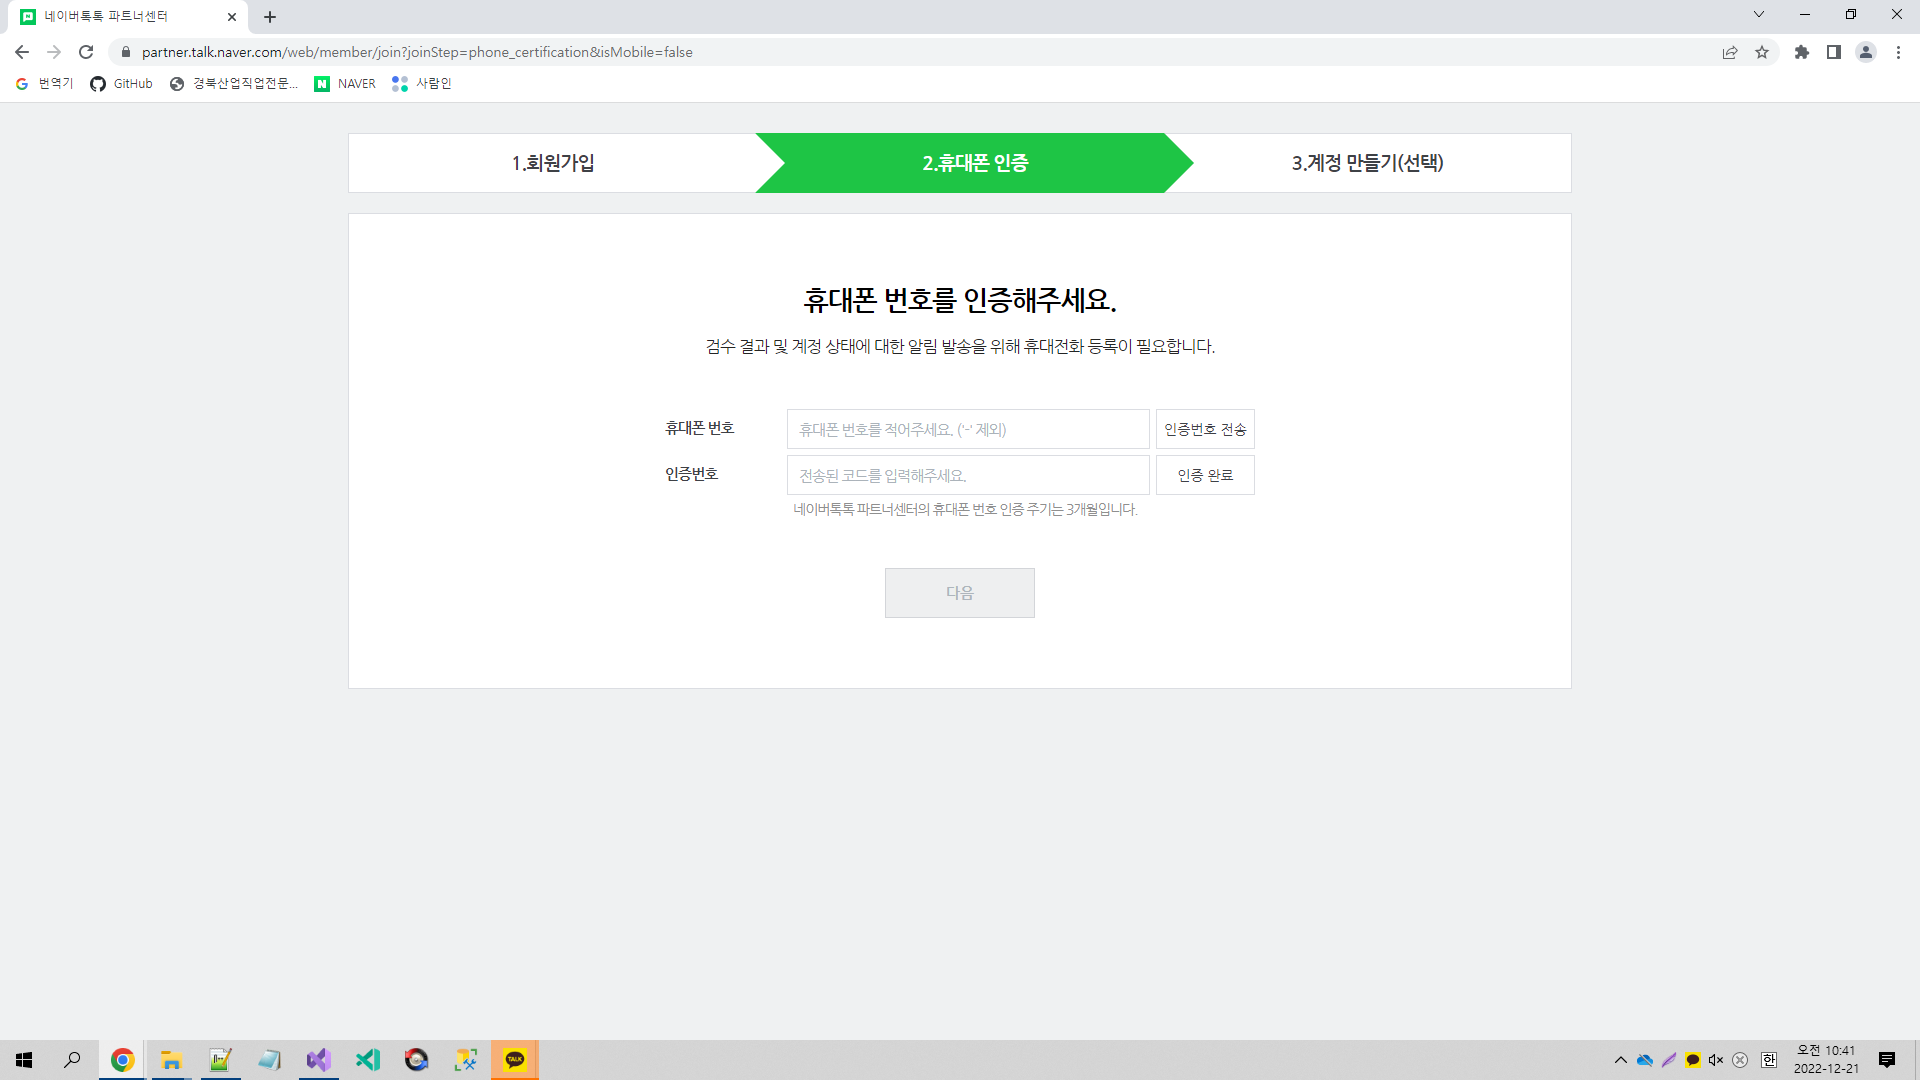 네이버톡톡 파트너센터
partner.talk.naver.com/web/member/join?joinStep=phone_certification&isMobile=false
번역기 GitHub 경북산업직업전문... NAVER 사람인
1.회원가입 2.휴대폰 인증 3.계정 만들기(선택)
휴대폰 번호를 인증해주세요.
검수 결과 및 계정 상태에 대한 알림 발송을 위해 휴대전화 등록이 필요합니다.
휴대폰 번호 휴대폰 번호를 적어주세요. ('-' 제외) 인증번호 전송
인증번호 전송된 코드를 입력해주세요. 인증 완료
네이버톡톡 파트너센터의 휴대폰 번호 인증 주기는 3개월입니다.
다음
TALK
한
오전 10:41
2022-12-21